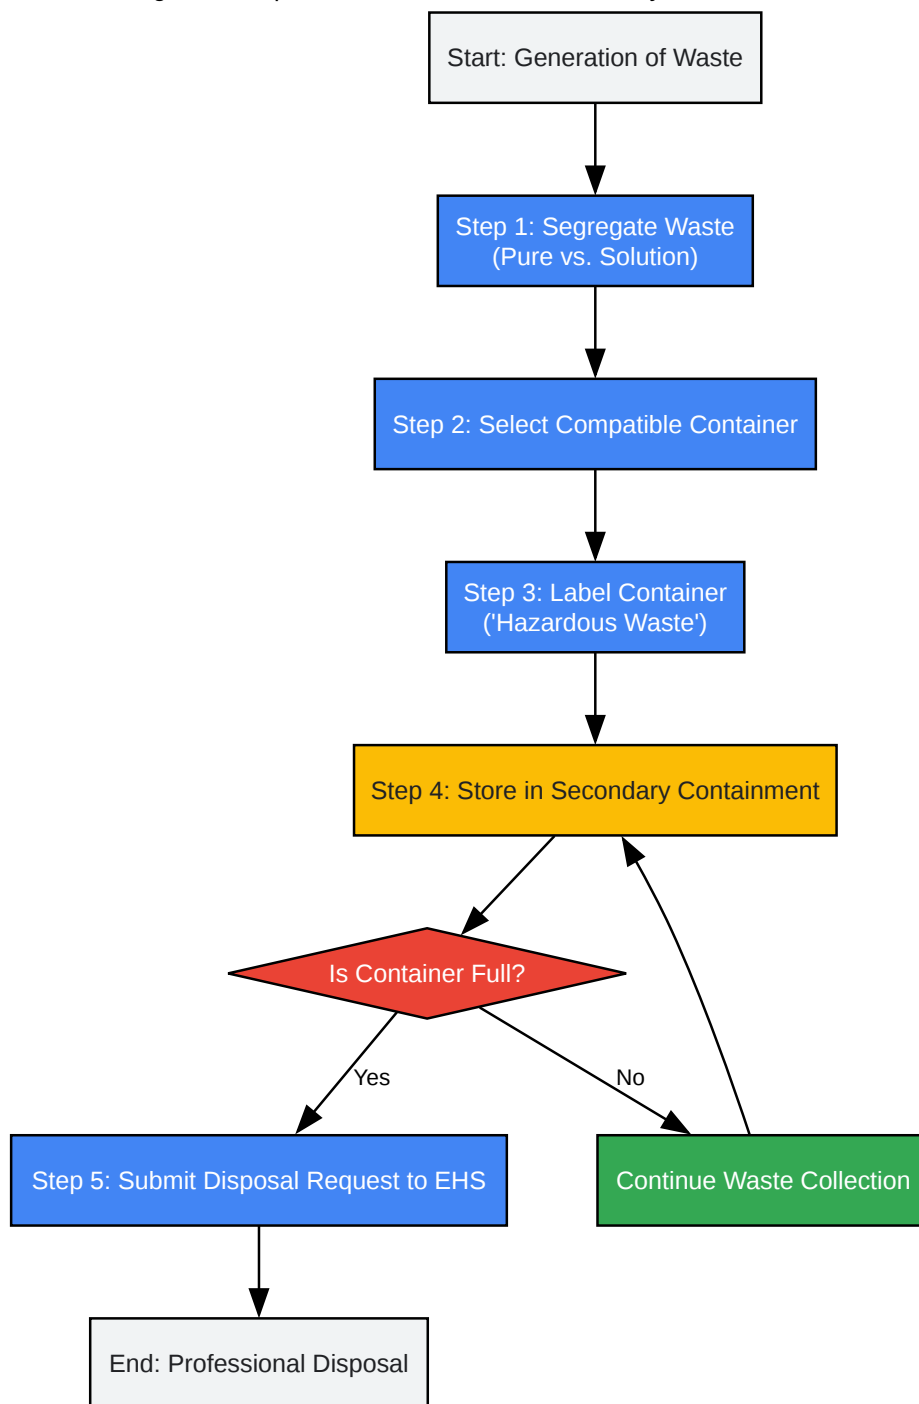 Start: Generation of Waste
Step 1: Segregate Waste
(Pure vs. Solution)
Step 2: Select Compatible Container
Step 3: Label Container
('Hazardous Waste')
Step 4: Store in Secondary Containment
Is Container Full?
Yes
No
Step 5: Submit Disposal Request to EHS
Continue Waste Collection
End: Professional Disposal